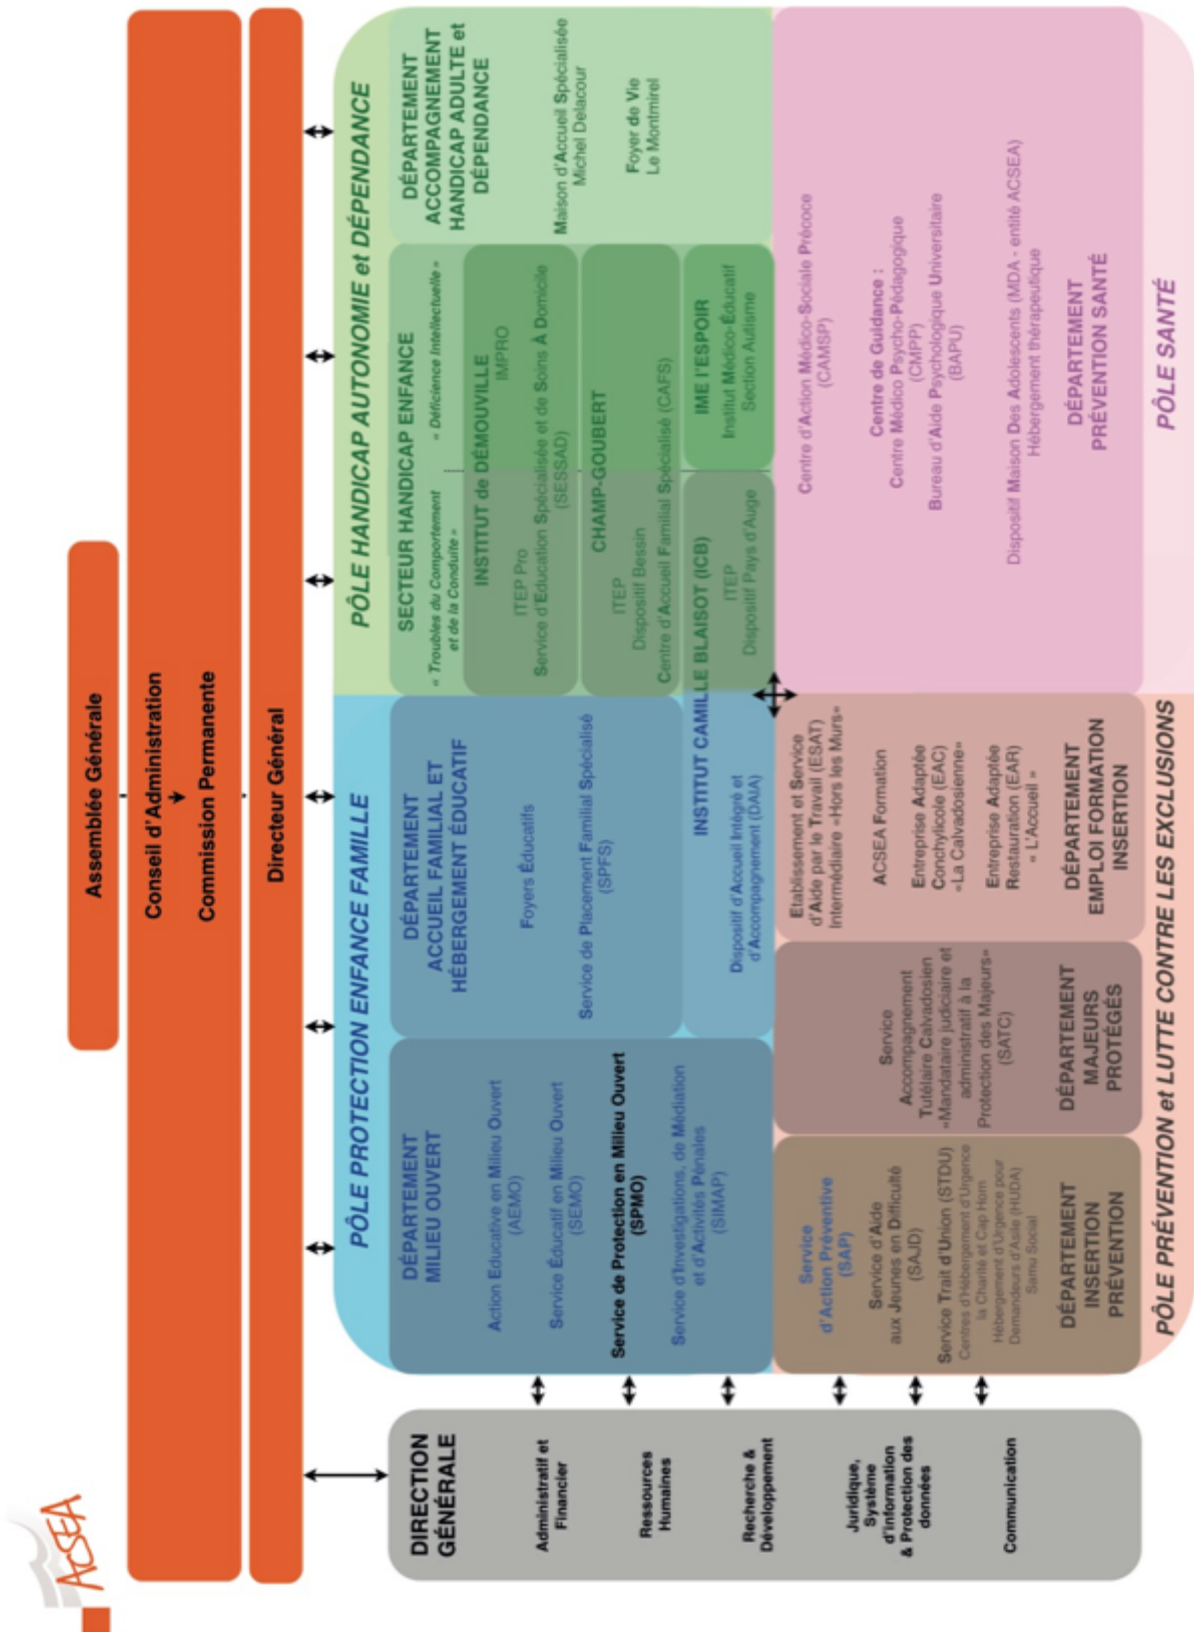 ACSEA
Assemblée Générale
Conseil d'Administration
Commission Permanente
Directeur Général
DIRECTION
GÉNÉRALE
Administratif et
Financier
Ressources
Humaines
Recherche &
Développement
Juridique,
Système
d'Information
& Protection des
données
Communication
PÔLE PROTECTION ENFANCE FAMILLE
DÉPARTEMENT
MILIEU OUVERT
Action Educative en Milieu Ouvert
(AEMO)
Service Éducatif en Milieu Ouvert
(SEMO)
Service de Protection en Milieu Ouvert
(SPMO)
Service d'Investigations, de Médiation
et d'Activités Pénales
(SIMAP)
DÉPARTEMENT
ACCUEIL FAMILIAL ET
HÉBERGEMENT ÉDUCATIF
Foyers Éducatifs
Service de Placement Familial Spécialisé
(SPFS)
INSTITUT CAMILLE BLAISOT (ICB)
Dispositif d'Accueil Intégré et
d'Accompagnement (DAIA)
PÔLE HANDICAP AUTONOMIE et DÉPENDANCE
SECTEUR HANDICAP ENFANCE
« Troubles du Comportement
et de la Conduite »
« Déficience Intellectuelle »
INSTITUT de DÉMOUVILLE
ITEP Pro
IMPRO
Service d'Education Spécialisée et de Soins À Domicile
(SESSAD)
CHAMP-GOUBERT
ITEP
Dispositif Bessin
Centre d'Accueil Familial Spécialisé (CAFS)
ITEP
Dispositif Pays d'Auge
IME l'ESPOIR
Institut Médico-Éducatif
Section Autisme
DÉPARTEMENT
ACCOMPAGNEMENT
HANDICAP ADULTE et
DÉPENDANCE
Maison d'Accueil Spécialisée
Michel Delacour
Foyer de Vie
Le Montmirel
Service
d'Action Préventive
(SAP)
Service d'Aide
aux Jeunes en Difficulté
(SAJD)
Service Trait d'Union (STDU)
Centres d'Hébergement d'Urgence
la Charité et Cap Horn
Hébergement d'Urgence pour
Demandeurs d'Asile (HUDA)
Samu Social
DÉPARTEMENT
INSERTION
PRÉVENTION
Service
Accompagnement
Tutélaire Calvadosien
«Mandataire judiciaire et
administratif à la
Protection des Majeurs»
(SATC)
DÉPARTEMENT
MAJEURS
PROTÉGÉS
Etablissement et Service
d'Aide par le Travail (ESAT)
Intermédiaire «Hors les Murs»
ACSEA Formation
Entreprise Adaptée
Conchylicole (EAC)
«La Calvadosienne»
Entreprise Adaptée
Restauration (EAR)
« L'Accueil »
DÉPARTEMENT
EMPLOI FORMATION
INSERTION
PÔLE PRÉVENTION et LUTTE CONTRE LES EXCLUSIONS
Centre d'Action Médico-Sociale Précoce
(CAMSP)
Centre de Guidance :
Centre Médico Psycho-Pédagogique
(CMPP)
Bureau d'Aide Psychologique Universitaire
(BAPU)
Dispositif Maison Des Adolescents (MDA - entité ACSEA)
Hébergement thérapeutique
DÉPARTEMENT
PRÉVENTION SANTÉ
PÔLE SANTÉ